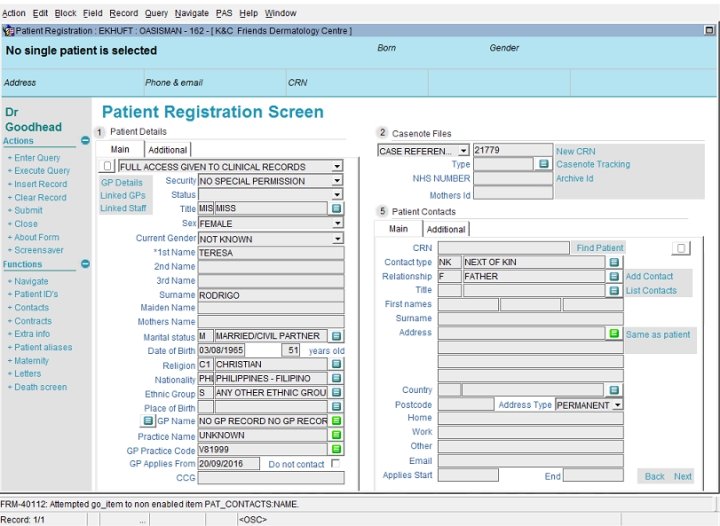 Action Edit Block Field Record Query Navigate PAS Help Window
Patient Registration : EKHUFT : OASISMAN - 162 - [ K&C Friends Dermatology Centre ]
No single patient is selected
Born
Gender
Address
Phone & email
CRN
Dr
Goodhead
Actions
+ Enter Query
+ Execute Query
+ Insert Record
+ Clear Record
+ Submit
+ Close
+ About Form
+ Screensaver
Functions
+ Navigate
+ Patient ID's
+ Contacts
+ Contracts
+ Extra info
+ Patient aliases
+ Maternity
+ Letters
+ Death screen
Patient Registration Screen
1 Patient Details
Main Additional
FULL ACCESS GIVEN TO CLINICAL RECORDS
GP Details
Linked GPs
Linked Staff
Security NO SPECIAL PERMISSION
Status
Title MIS MISS
Sex FEMALE
Current Gender NOT KNOWN
*1st Name TERESA
2nd Name
3rd Name
Surname RODRIGO
Maiden Name
Mothers Name
Marital status M MARRIED/CIVIL PARTNER
Date of Birth 03/08/1965 51 years old
Religion C1 CHRISTIAN
Nationality PHI PHILIPPINES - FILIPINO
Ethnic Group S ANY OTHER ETHNIC GROU
Place of Birth
GP Name NO GP RECORD NO GP RECOR
Practice Name UNKNOWN
GP Practice Code V81999
GP Applies From 20/09/2016 Do not contact
CCG
2 Casenote Files
CASE REFEREN... 21779 New CRN
Type Casenote Tracking
NHS NUMBER Archive Id
Mothers Id
5 Patient Contacts
Main Additional
CRN Find Patient
Contact type NK NEXT OF KIN
Relationship F FATHER Add Contact
Title List Contacts
First names
Surname
Address Same as patient
Country
Postcode Address Type PERMANENT
Home
Work
Other
Email
Applies Start End Back Next
FRM-40112: Attempted go_item to non enabled item PAT_CONTACTS:NAME.
Record: 1/1 ... <OSC>